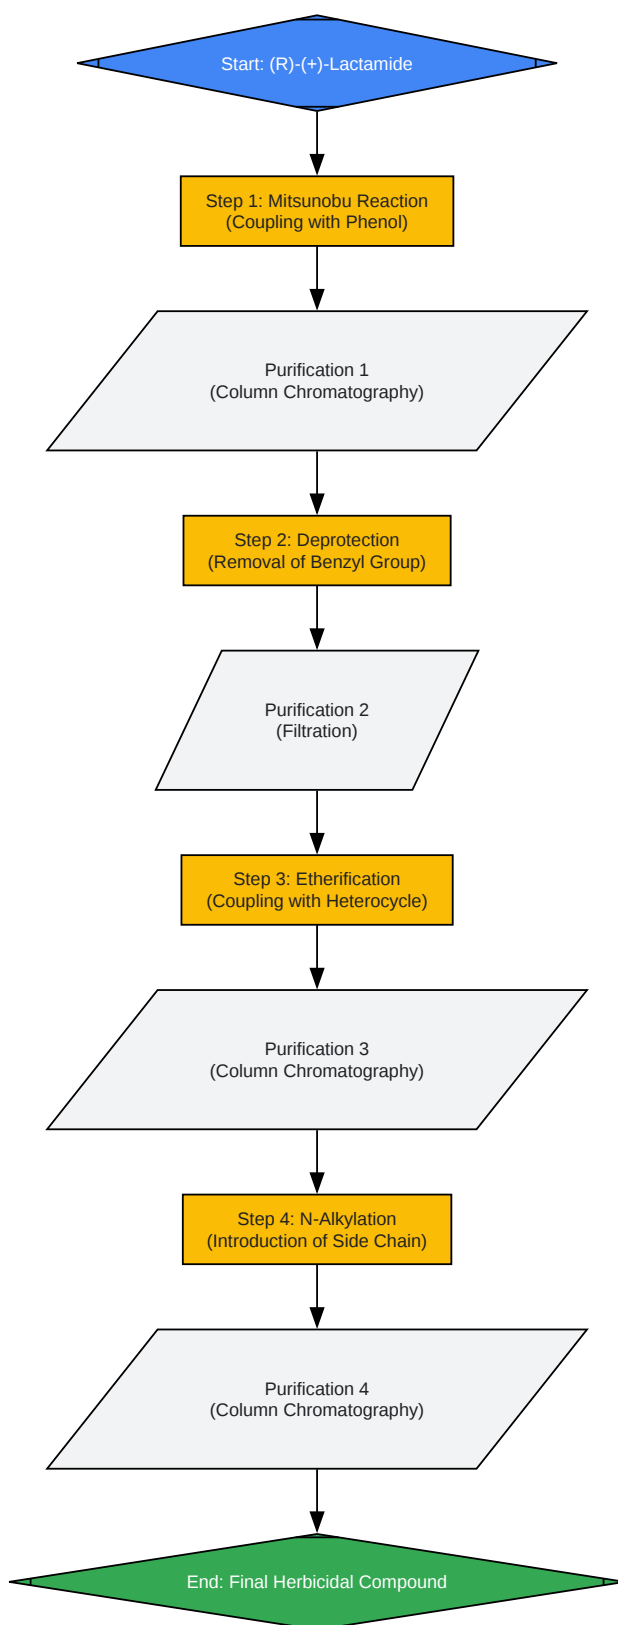 Start: (R)-(+)-Lactamide
Step 1: Mitsunobu Reaction
(Coupling with Phenol)
Purification 1
(Column Chromatography)
Step 2: Deprotection
(Removal of Benzyl Group)
Purification 2
(Filtration)
Step 3: Etherification
(Coupling with Heterocycle)
Purification 3
(Column Chromatography)
Step 4: N-Alkylation
(Introduction of Side Chain)
Purification 4
(Column Chromatography)
End: Final Herbicidal Compound